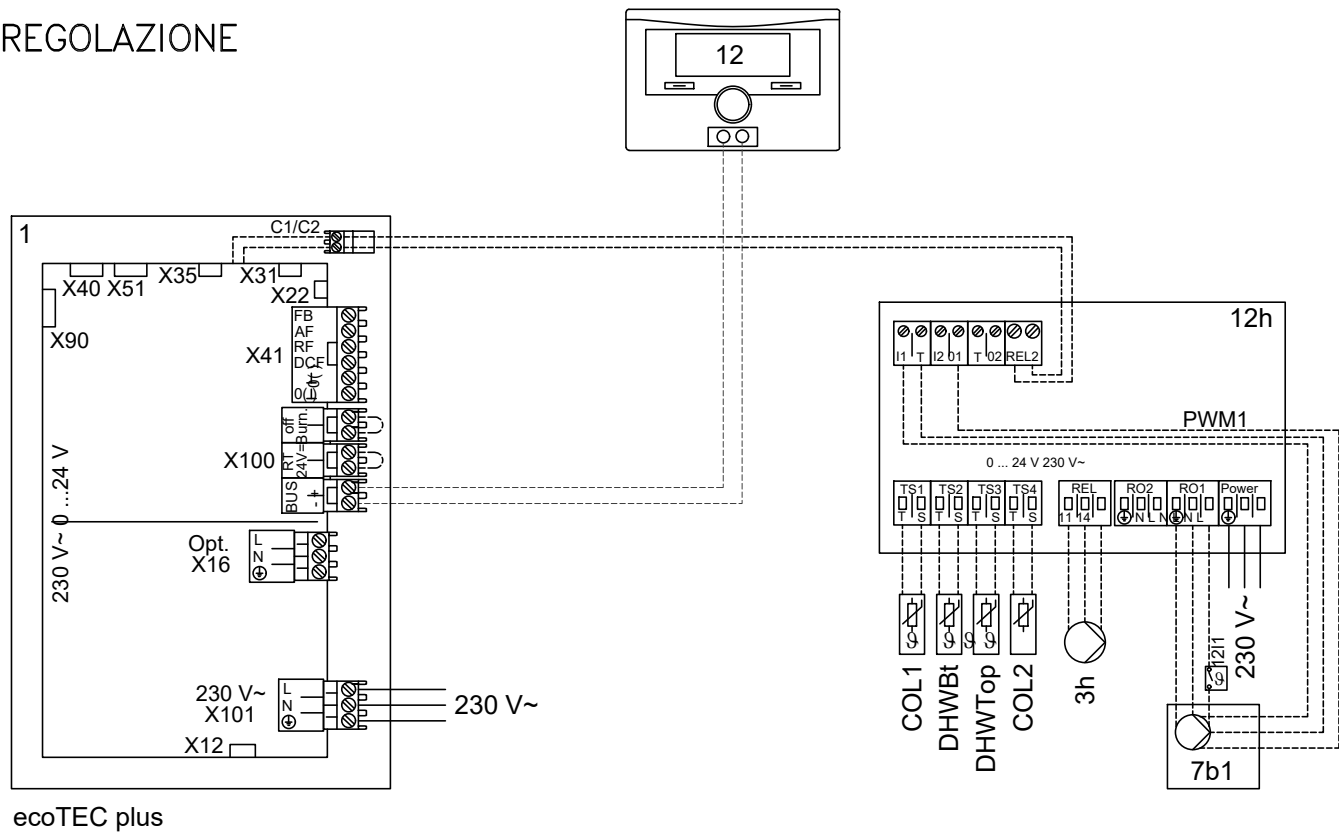 REGOLAZIONE
12
1
C1/C2
X40 X51 X35 X31
X22
X90
X41
FB
AF
RF
DCF
0(⊥)
X100
Burn. off
24V= RT
BUS - +
230 V~ 0 ...24 V
Opt.
X16
L
N
230 V~
X101
L
N
230 V~
X12
ecoTEC plus
12h
I1 T I2 01 T 02 REL2
PWM1
0 ... 24 V 230 V~
TS1 TS2 TS3 TS4 REL RO2 RO1 Power
T S T S T S T S 11 14 N L N N L
ϑ ϑ ϑ
COL1
DHWBt
DHWTop
COL2
3h
12I1
ϑ
230 V~
7b1